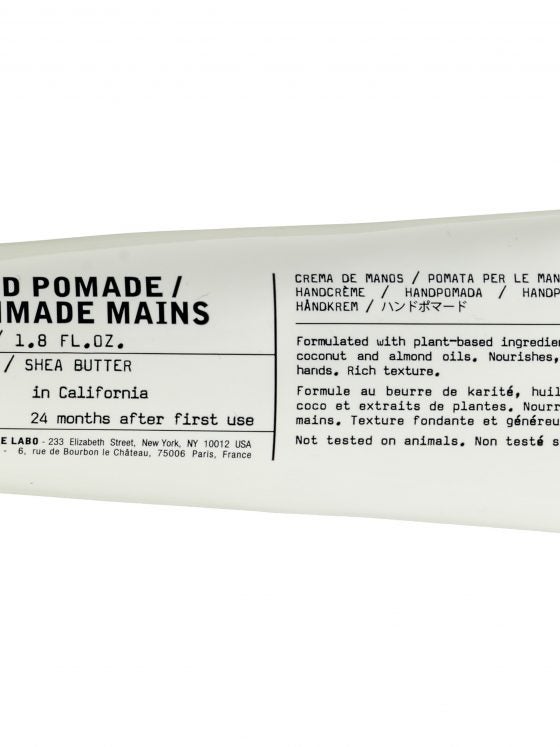 D POMADE /
MADE MAINS
/ 1.8 FL.OZ.
/ SHEA BUTTER
in California
24 months after first use
LE LABO - 233 Elizabeth Street, New York, NY 10012 USA
- 6, rue de Bourbon le Château, 75006 Paris, France
CREMA DE MANOS / POMATA PER LE MAN
HANDCRÈME / HANDPOMADA / HANDP
HÅNDKREM / ハンドポマード
Formulated with plant-based ingredien
coconut and almond oils. Nourishes,
hands. Rich texture.
Formule au beurre de karité, huil
coco et extraits de plantes. Nourr
mains. Texture fondante et généreu
Not tested on animals. Non testé s